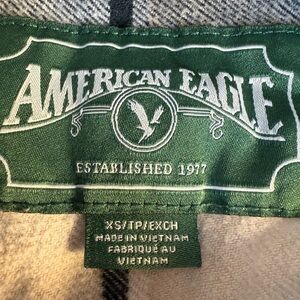 AMERICAN EAGLE
ESTABLISHED 1977
XS/TP/EXCH
MADE IN VIETNAM
FABRIQUÉ AU
VIETNAM